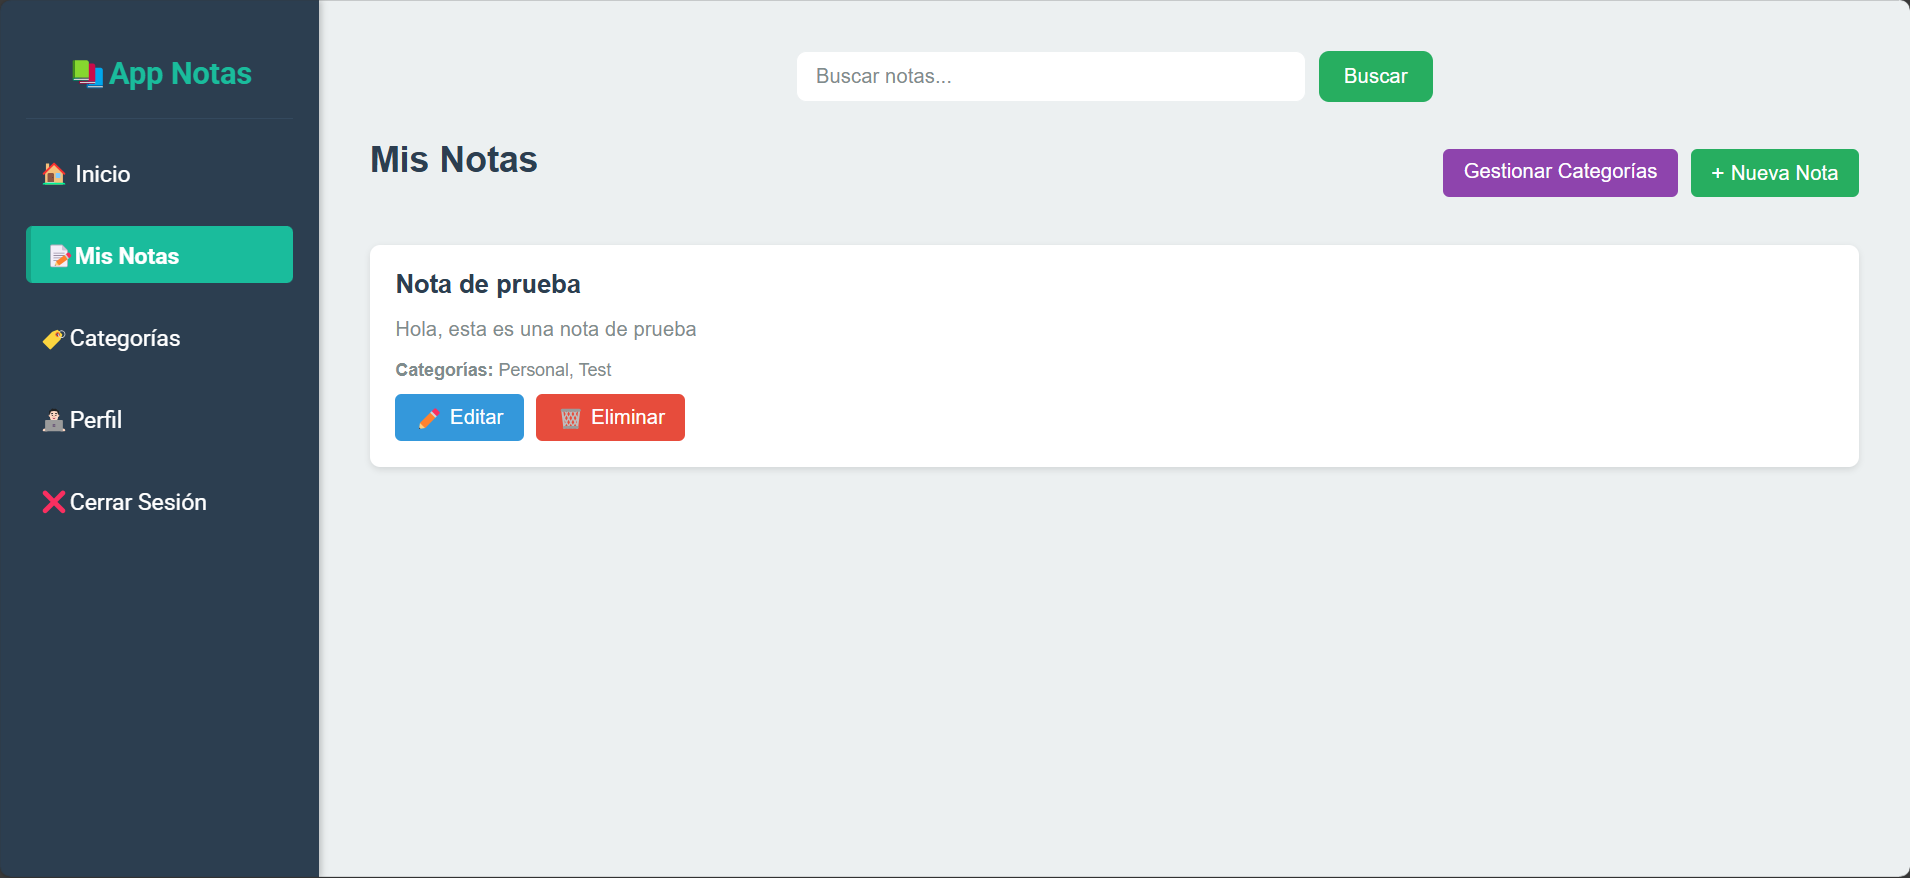 App Notas
Inicio
Mis Notas
Categorías
Perfil
Cerrar Sesión
Buscar notas...
Buscar
Mis Notas
Gestionar Categorías
+ Nueva Nota
Nota de prueba
Hola, esta es una nota de prueba
Categorías: Personal, Test
Editar
Eliminar